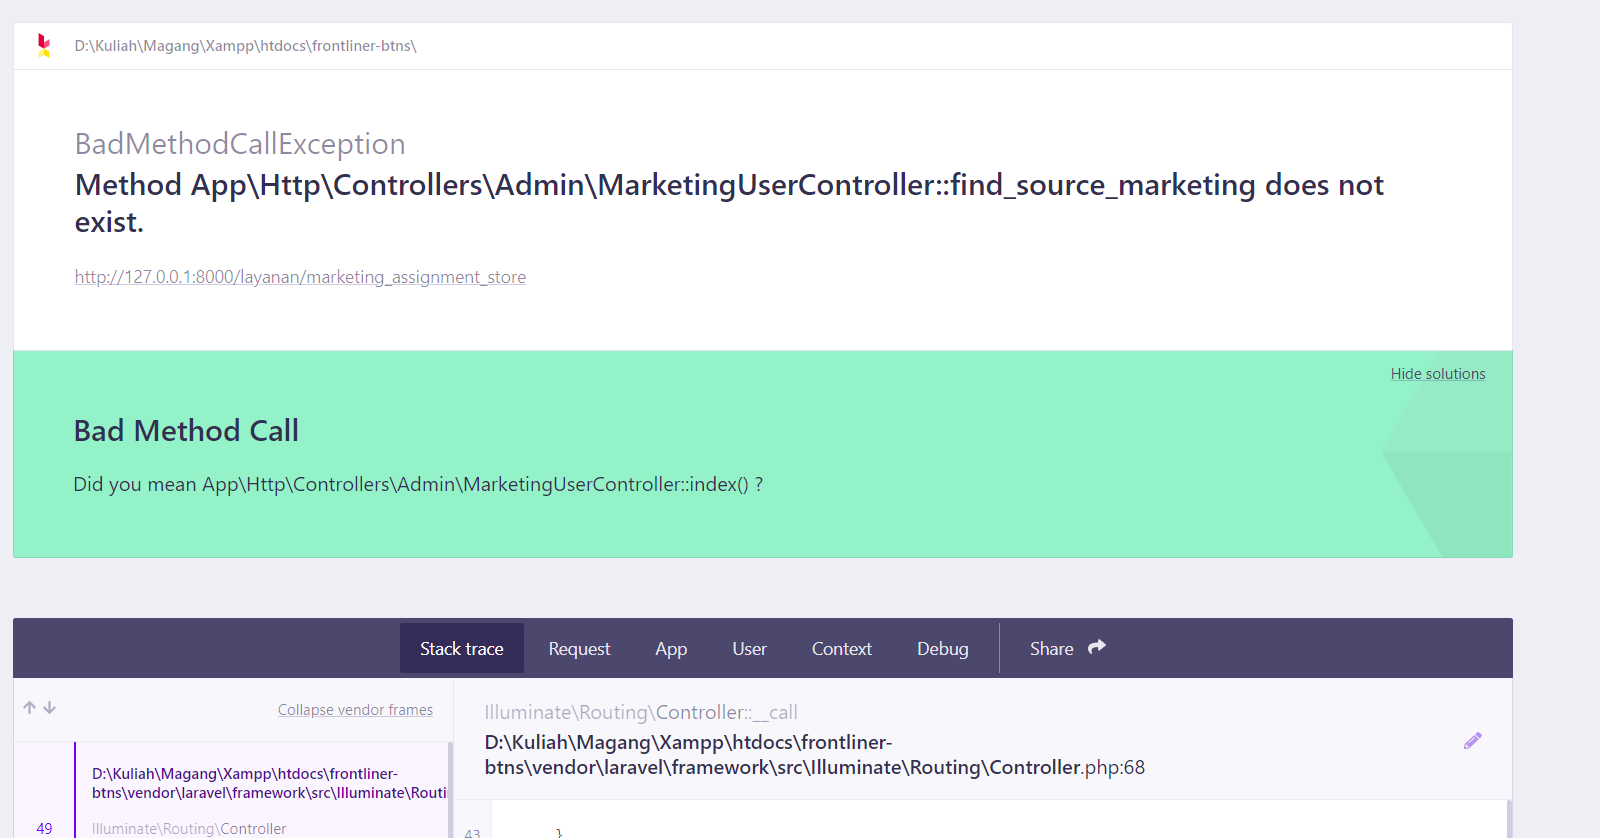 D:\Kuliah\Magang\Xampp\htdocs\frontliner-btns\
BadMethodCallException
Method App\Http\Controllers\Admin\MarketingUserController::find_source_marketing does not
exist.
http://127.0.0.1:8000/layanan/marketing_assignment_store
Hide solutions
Bad Method Call
Did you mean App\Http\Controllers\Admin\MarketingUserController::index() ?
Stack trace
Request
App
User
Context
Debug
Share
Collapse vendor frames
D:\Kuliah\Magang\Xampp\htdocs\frontliner-
btns\vendor\laravel\framework\src\Illuminate\Routi
49
Illuminate\Routing\Controller
Illuminate\Routing\Controller::__call
D:\Kuliah\Magang\Xampp\htdocs\frontliner-
btns\vendor\laravel\framework\src\Illuminate\Routing\Controller.php:68
43
}